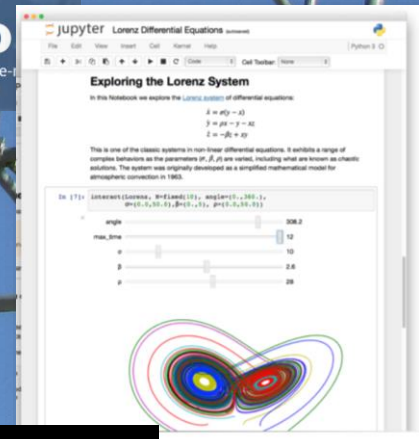 Jupyter Lorenz Differential Equations (autosaved)
File Edit View Insert Cell Kernel Help Python 3
Code Cell Toolbar: None
Exploring the Lorenz System
In this Notebook we explore the Lorenz system of differential equations:
ẋ = σ(y − x)
ẏ = ρx − y − xz
ż = −βz + xy
This is one of the classic systems in non-linear differential equations. It exhibits a range of
complex behaviors as the parameters (σ, β, ρ) are varied, including what are known as chaotic
solutions. The system was originally developed as a simplified mathematical model for
atmospheric convection in 1963.
In [7]: interact(Lorenz, N=fixed(10), angle=(0.,360.),
σ=(0.0,50.0),β=(0.,5), ρ=(0.0,50.0))
angle 308.2
max_time 12
σ 10
β 2.6
ρ 28